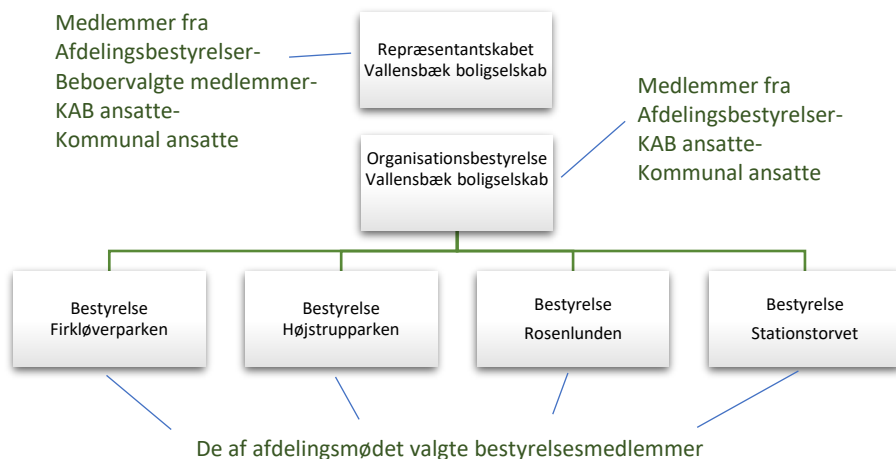 Medlemmer fra
Afdelingsbestyrelser-
Beboervalgte medlemmer-
KAB ansatte-
Kommunal ansatte
Repræsentantskabet
Vallensbæk boligselskab
Medlemmer fra
Afdelingsbestyrelser-
KAB ansatte-
Kommunal ansatte
Organisationsbestyrelse
Vallensbæk boligselskab
Bestyrelse
Firkløverparken
Bestyrelse
Højstrupparken
Bestyrelse
Rosenlunden
Bestyrelse
Stationstorvet
De af afdelingsmødet valgte bestyrelsesmedlemmer